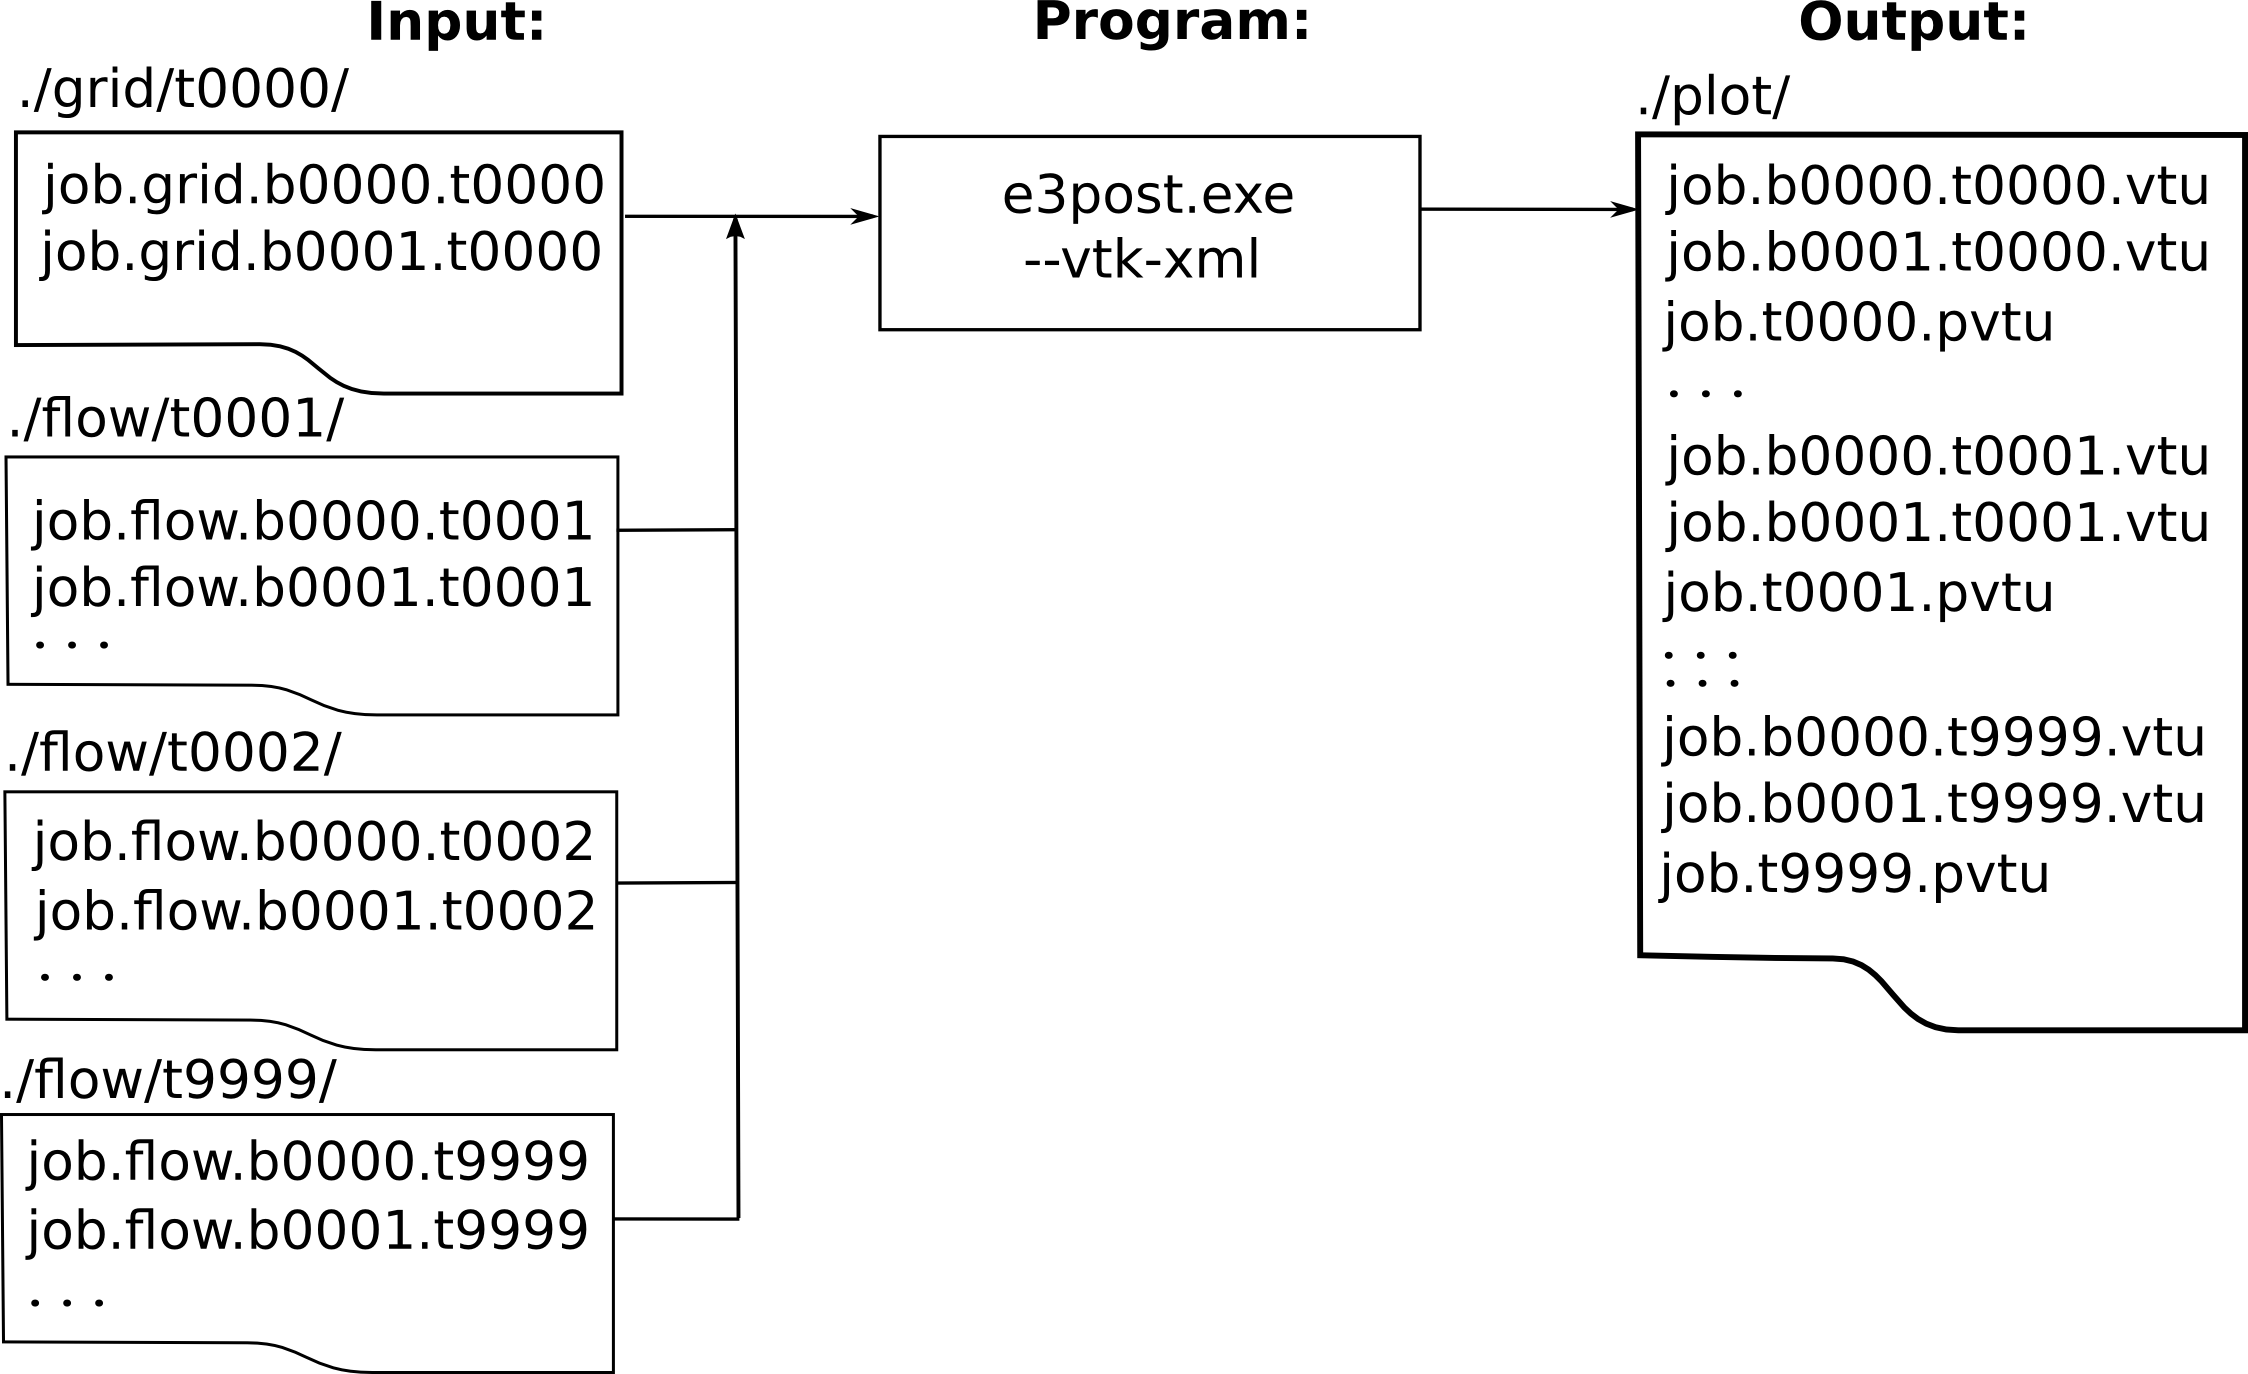 Input:
./grid/t0000/
job.grid.b0000.t0000
job.grid.b0001.t0000
./flow/t0001/
job.flow.b0000.t0001
job.flow.b0001.t0001
. . .
./flow/t0002/
job.flow.b0000.t0002
job.flow.b0001.t0002
. . .
./flow/t9999/
job.flow.b0000.t9999
job.flow.b0001.t9999
. . .
Program:
e3post.exe
--vtk-xml
Output:
./plot/
job.b0000.t0000.vtu
job.b0001.t0000.vtu
job.t0000.pvtu
. . .
job.b0000.t0001.vtu
job.b0001.t0001.vtu
job.t0001.pvtu
. . .
. . .
job.b0000.t9999.vtu
job.b0001.t9999.vtu
job.t9999.pvtu